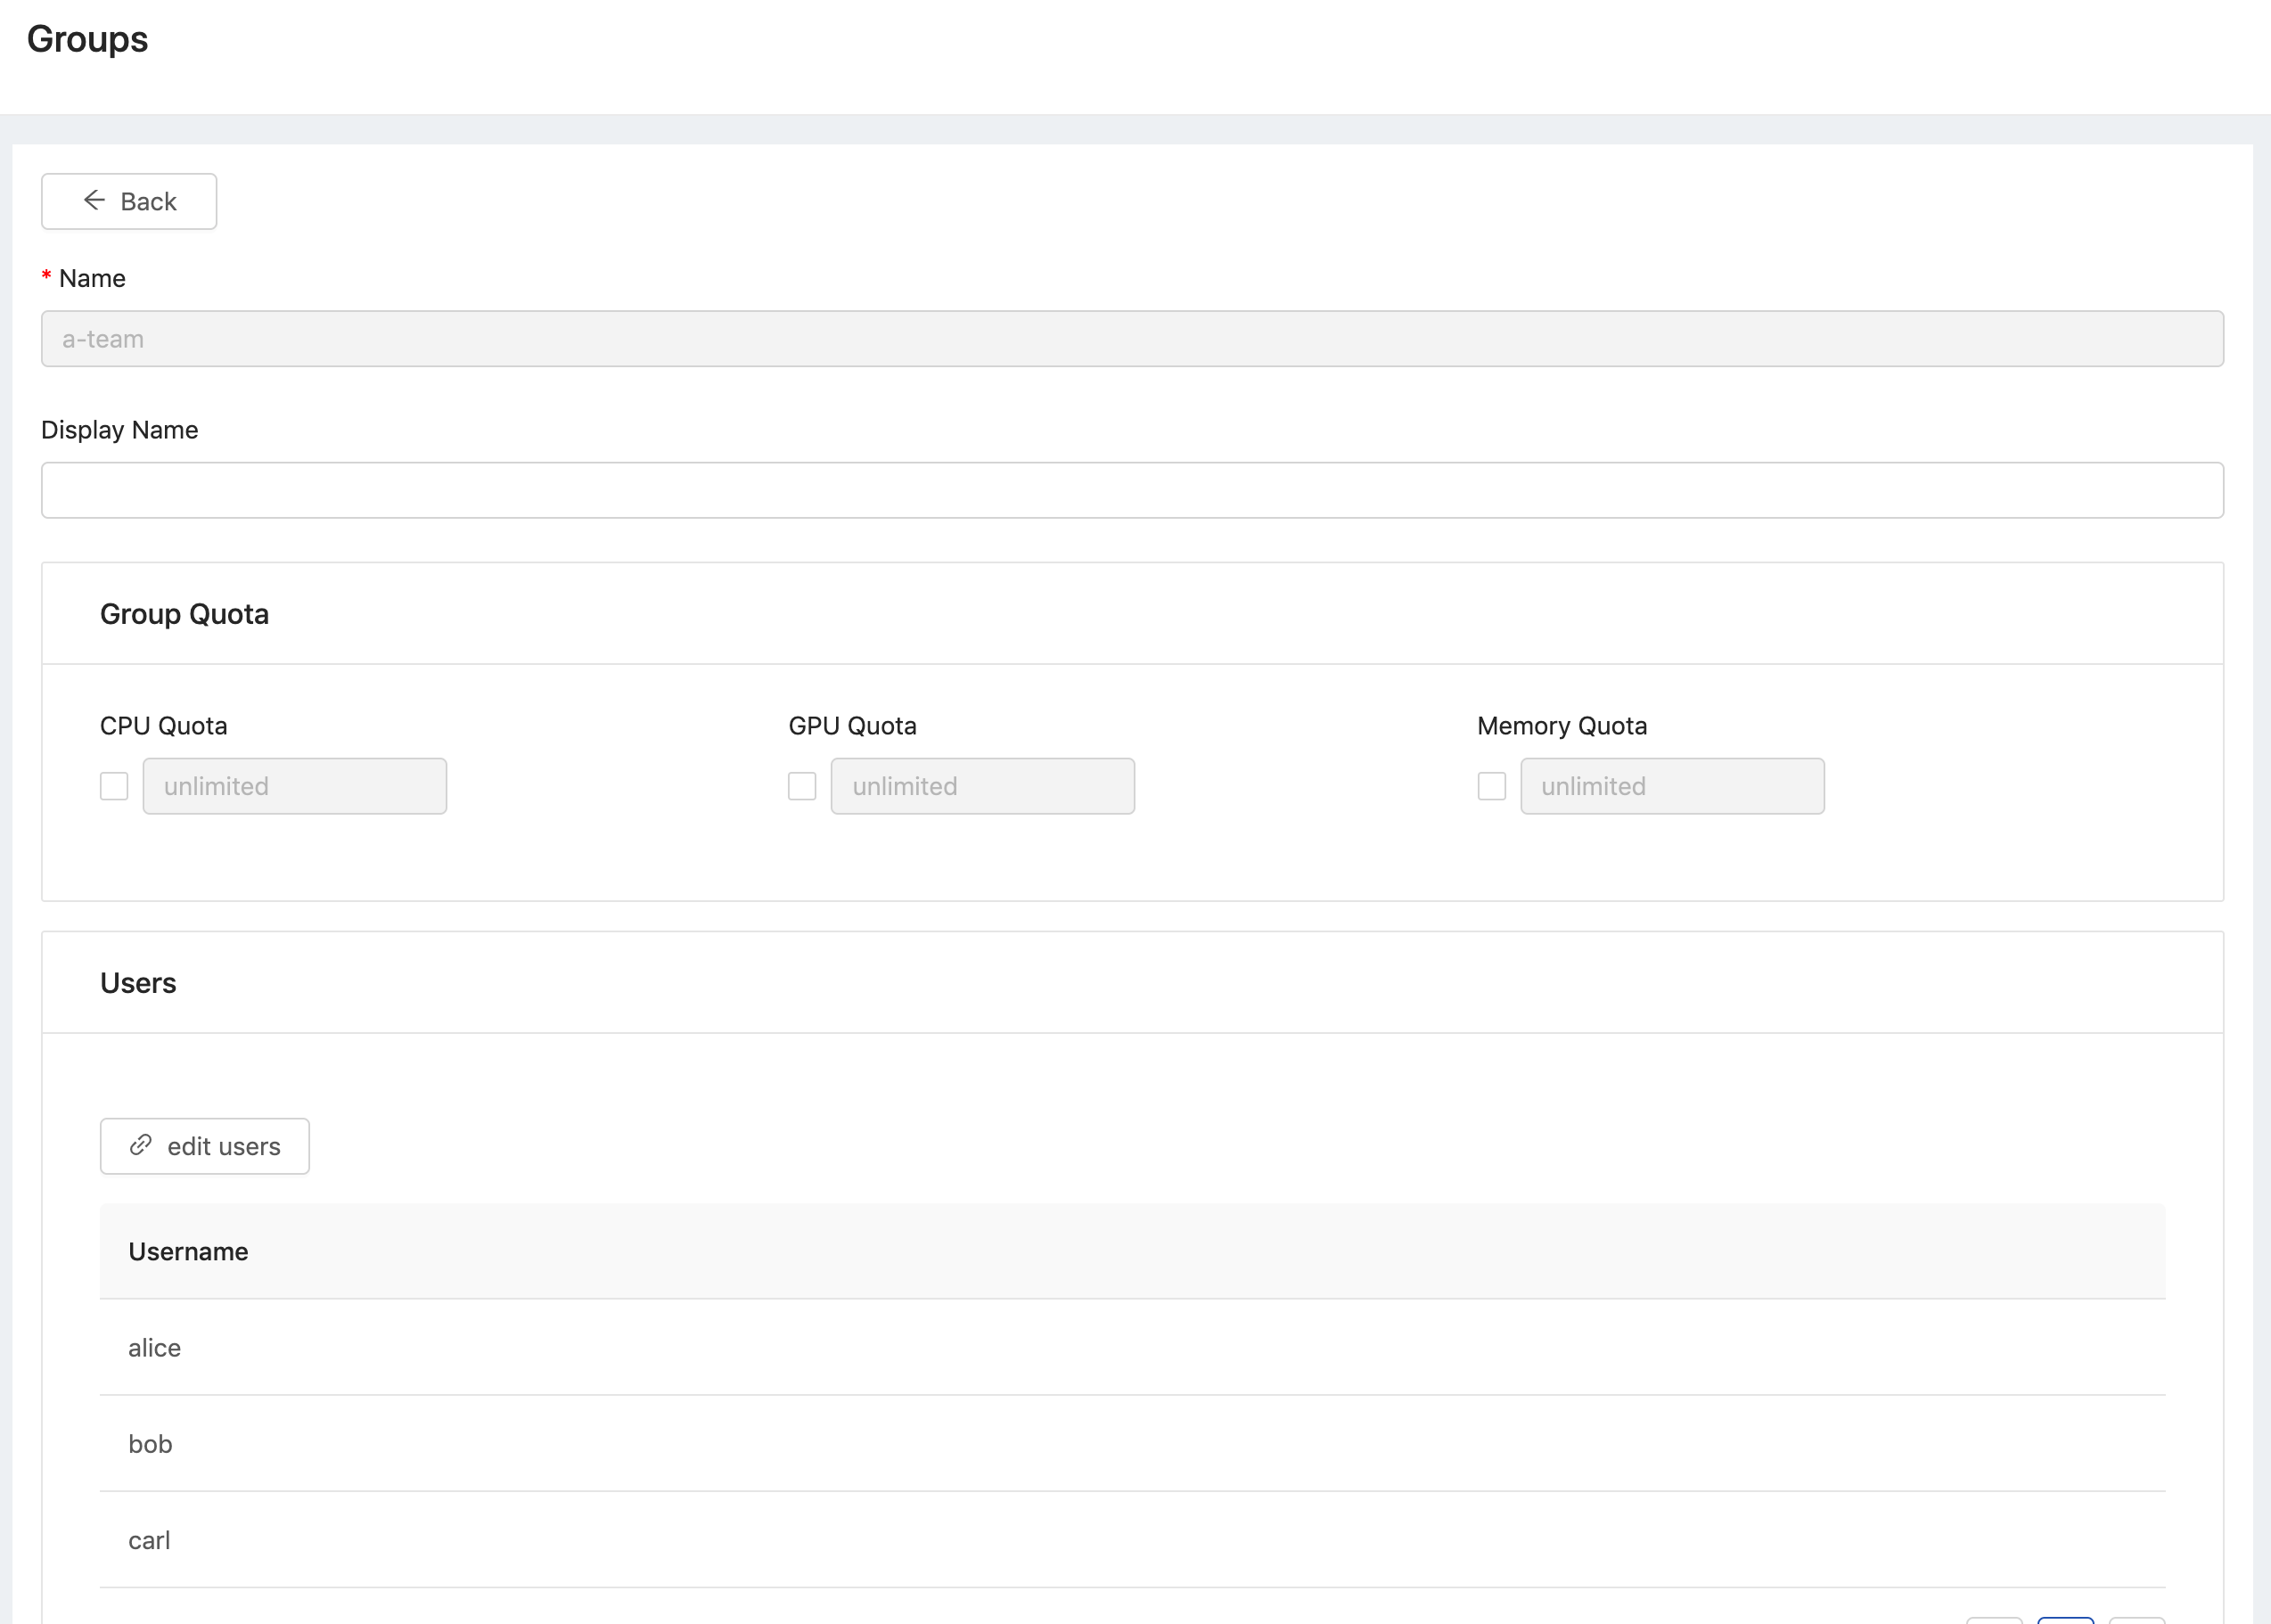 Groups
Back
* Name
a-team
Display Name
Group Quota
CPU Quota GPU Quota Memory Quota
unlimited unlimited unlimited
Users
edit users
Username
alice
bob
carl